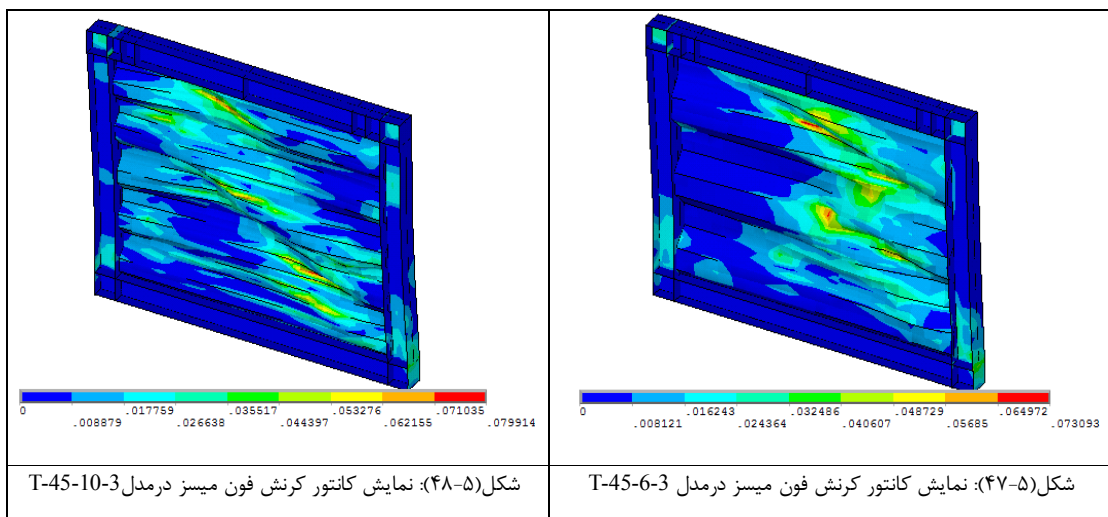 0 .017759 .035517 .053276 .071035
.008879 .026638 .044397 .062155 .079914
0 .016243 .032486 .048729 .064972
.008121 .024364 .040607 .05685 .073093
شکل(۵-۴۷): نمایش کانتور کرنش فون میسز درمدل T-45-6-3
شکل(۵-۴۸): نمایش کانتور کرنش فون میسز درمدلT-45-10-3